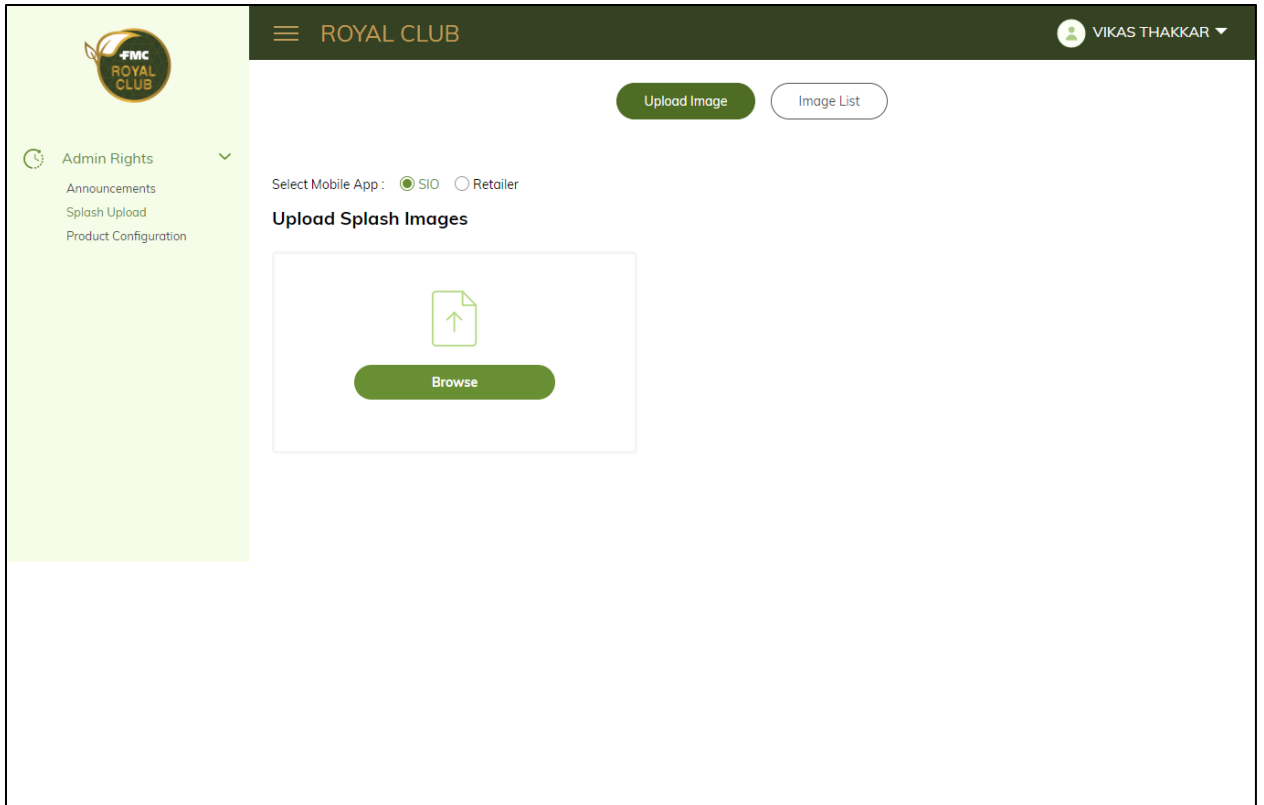 FMC
ROYAL
CLUB
ROYAL CLUB
VIKAS THAKKAR
Upload Image
Image List
Admin Rights
Announcements
Splash Upload
Product Configuration
Select Mobile App : SIO Retailer
Upload Splash Images
Browse